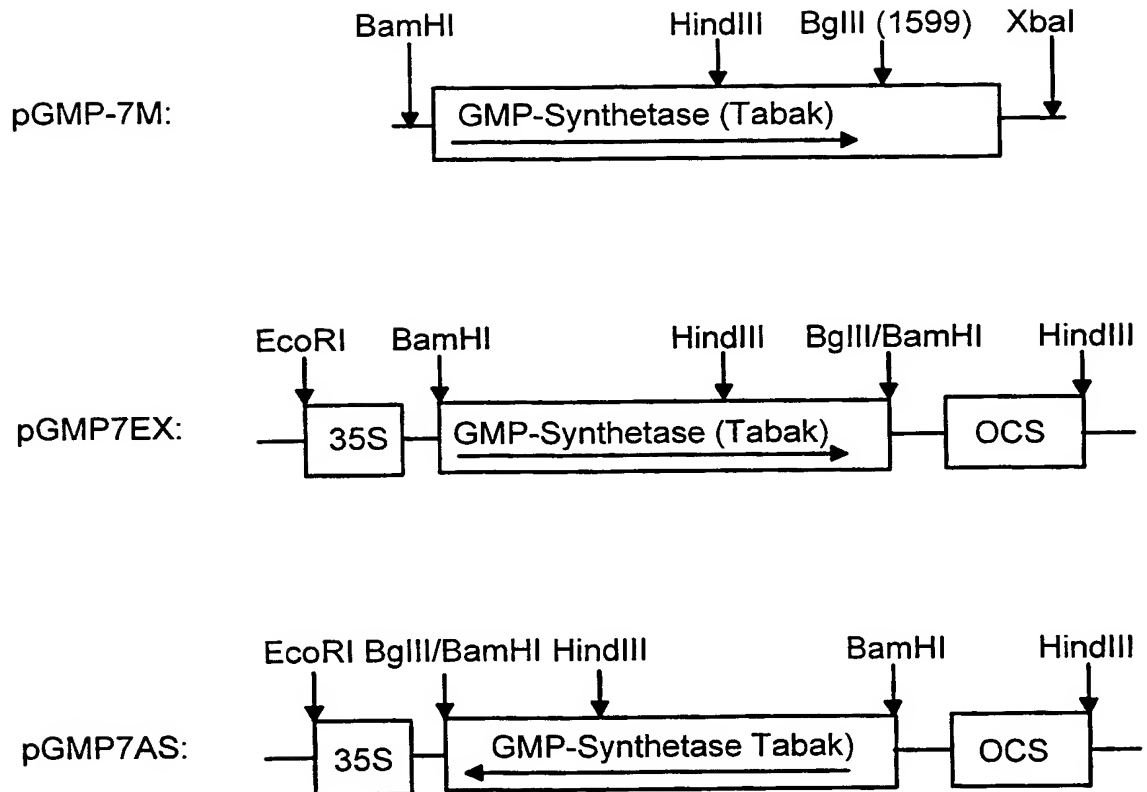 BamHI HindIII BglII (1599) XbaI
pGMP-7M: GMP-Synthetase (Tabak)
EcoRI BamHI HindIII BglII/BamHI HindIII
pGMP7EX: 35S GMP-Synthetase (Tabak) OCS
EcoRI BglII/BamHI HindIII BamHI HindIII
pGMP7AS: 35S GMP-Synthetase Tabak) OCS